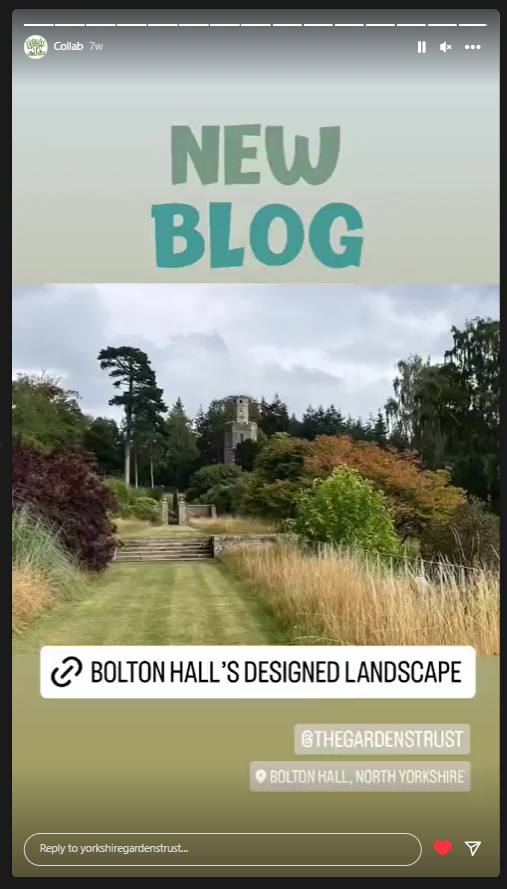 Collab 7w
NEW
BLOG
BOLTON HALL'S DESIGNED LANDSCAPE
@THEGARDENSTRUST
BOLTON HALL, NORTH YORKSHIRE
Reply to yorkshiregardenstrust...